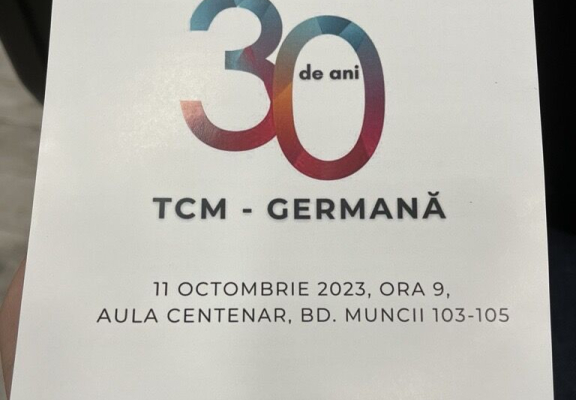 30
de ani
TCM - GERMANĂ
11 OCTOMBRIE 2023, ORA 9,
AULA CENTENAR, BD. MUNCII 103-105